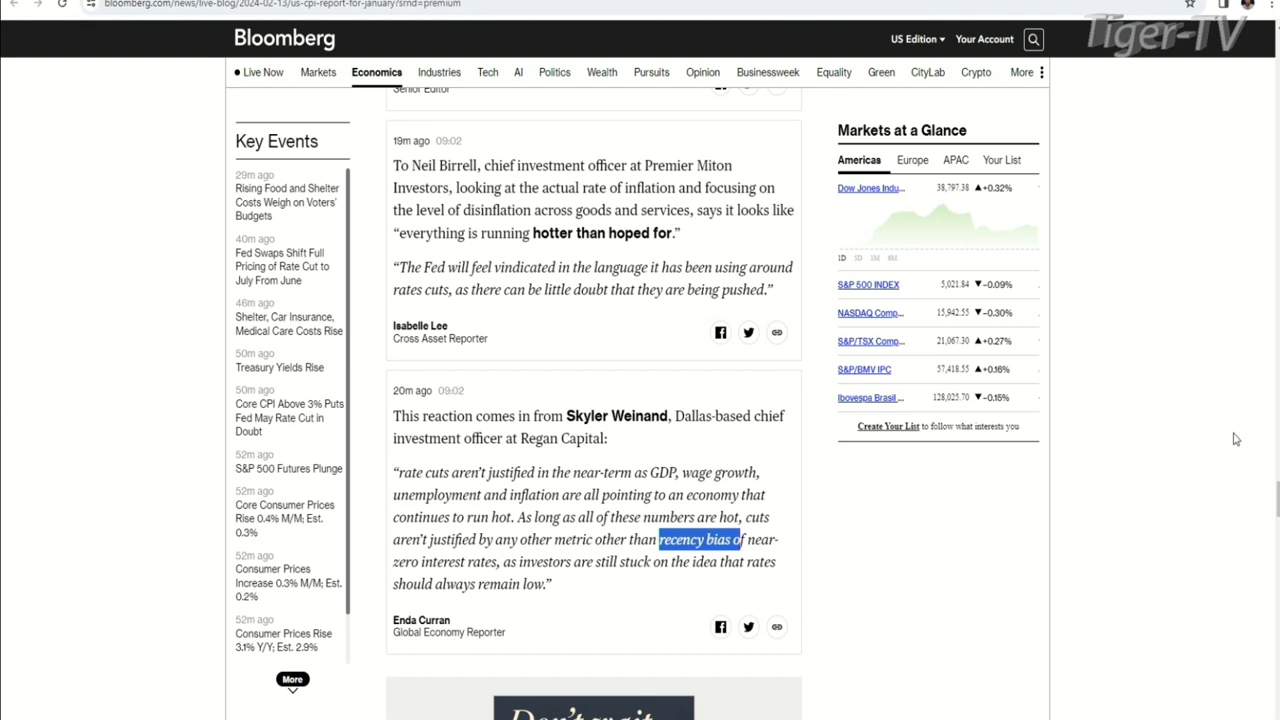 bloomberg.com/news/live-blog/2024-02-13/us-cpi-report-for-january?srnd=premium
Tiger-TV
Bloomberg
US Edition
Your Account
Live Now
Markets
Economics
Industries
Tech
AI
Politics
Wealth
Pursuits
Opinion
Businessweek
Equality
Green
CityLab
Crypto
More
Key Events
29m ago
Rising Food and Shelter
Costs Weigh on Voters'
Budgets
40m ago
Fed Swaps Shift Full
Pricing of Rate Cut to
July From June
46m ago
Shelter, Car Insurance,
Medical Care Costs Rise
50m ago
Treasury Yields Rise
50m ago
Core CPI Above 3% Puts
Fed May Rate Cut in
Doubt
52m ago
S&P 500 Futures Plunge
52m ago
Core Consumer Prices
Rise 0.4% M/M; Est.
0.3%
52m ago
Consumer Prices
Increase 0.3% M/M; Est.
0.2%
52m ago
Consumer Prices Rise
3.1% Y/Y; Est. 2.9%
More
Senior Editor
19m ago 09:02
To Neil Birrell, chief investment officer at Premier Miton
Investors, looking at the actual rate of inflation and focusing on
the level of disinflation across goods and services, says it looks like
“everything is running hotter than hoped for.”
“The Fed will feel vindicated in the language it has been using around
rates cuts, as there can be little doubt that they are being pushed.”
Isabelle Lee
Cross Asset Reporter
20m ago 09:02
This reaction comes in from Skyler Weinand, Dallas-based chief
investment officer at Regan Capital:
“rate cuts aren’t justified in the near-term as GDP, wage growth,
unemployment and inflation are all pointing to an economy that
continues to run hot. As long as all of these numbers are hot, cuts
aren’t justified by any other metric other than recency bias of near-
zero interest rates, as investors are still stuck on the idea that rates
should always remain low.”
Enda Curran
Global Economy Reporter
Don't wait
Markets at a Glance
Americas
Europe
APAC
Your List
Dow Jones Indu... 38,797.38 ▲+0.32%
1D 5D 1M 6M
S&P 500 INDEX 5,021.84 ▼−0.09%
NASDAQ Comp... 15,942.55 ▼−0.30%
S&P/TSX Comp... 21,067.30 ▲+0.27%
S&P/BMV IPC 57,418.55 ▲+0.16%
Ibovespa Brasil ... 128,025.70 ▼−0.15%
Create Your List to follow what interests you